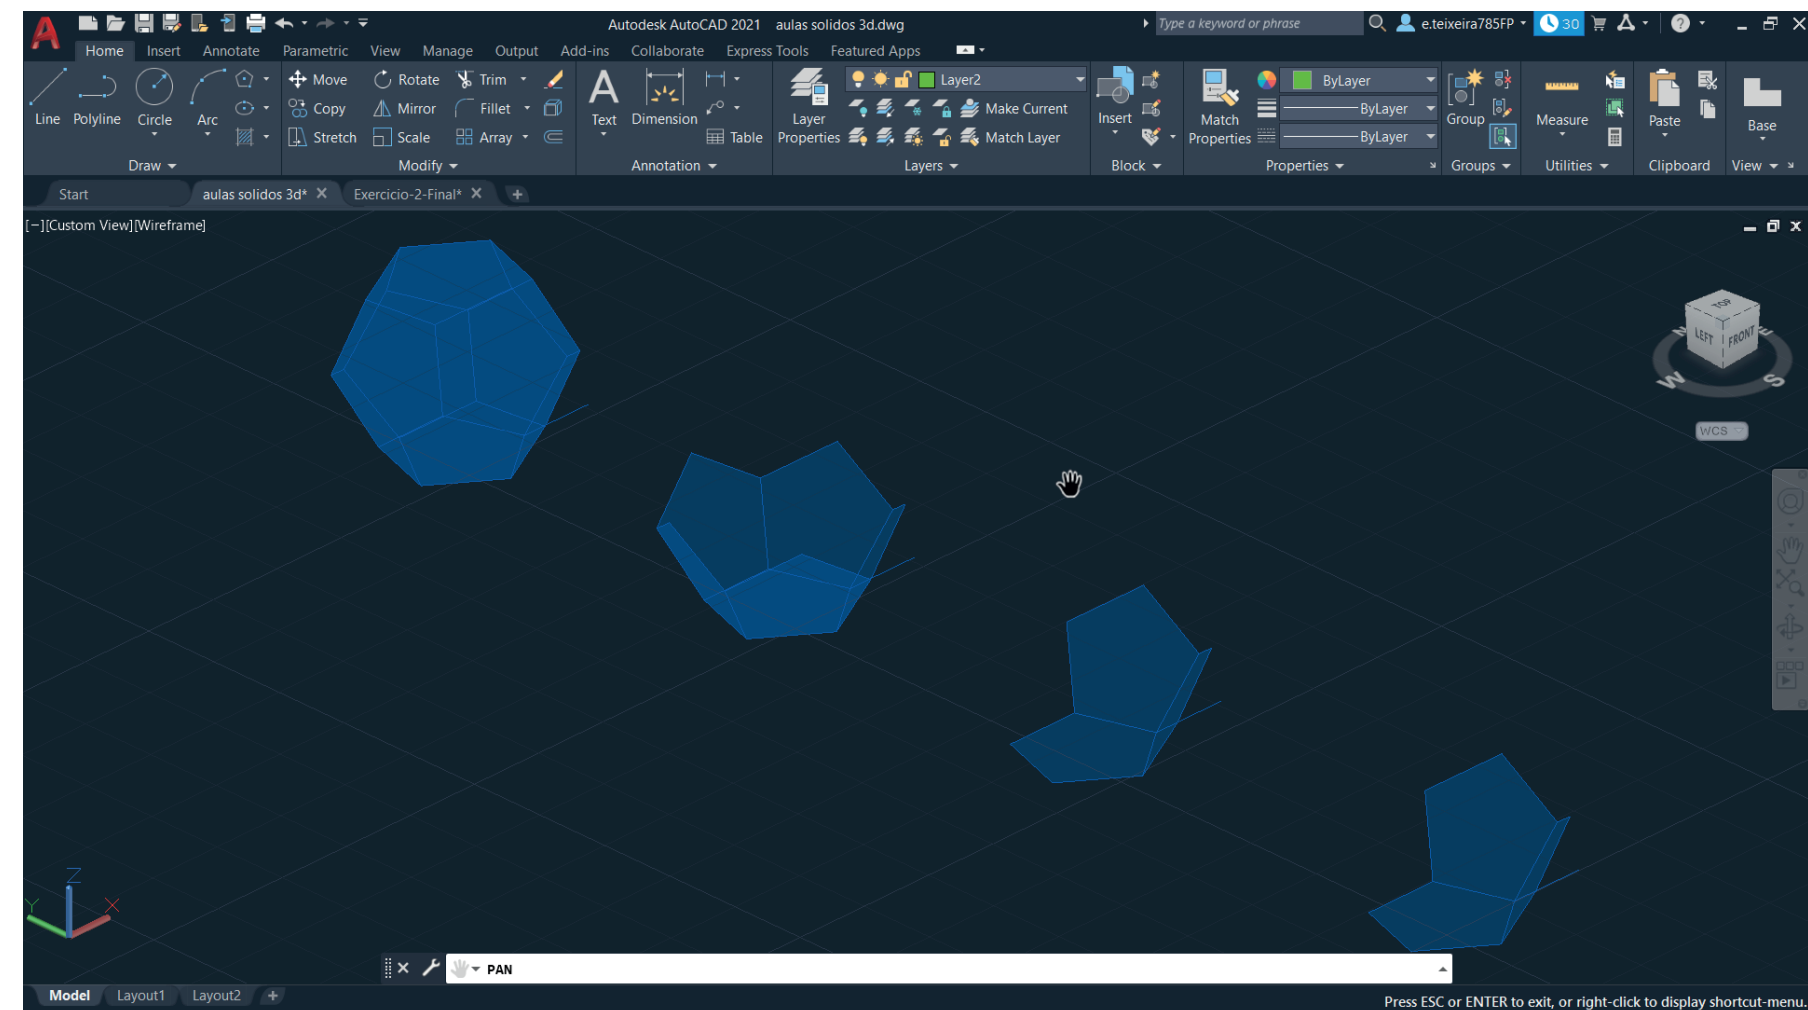 Autodesk AutoCAD 2021 aulas solidos 3d.dwg
Type a keyword or phrase
e.teixeira785FP
30
Home Insert Annotate Parametric View Manage Output Add-ins Collaborate Express Tools Featured Apps
Line Polyline Circle Arc
Move Rotate Trim
Copy Mirror Fillet
Stretch Scale Array
Text Dimension
Table
Layer Properties
Layer2
Make Current
Match Layer
Insert
Match Properties
ByLayer
ByLayer
ByLayer
Group
Measure
Paste
Base
Draw Modify Annotation Layers Block Properties Groups Utilities Clipboard View
Start aulas solidos 3d* Exercicio-2-Final*
[−][Custom View][Wireframe]
TOP
LEFT FRONT
N E
W S
WCS
Z
Y X
PAN
Model Layout1 Layout2
Press ESC or ENTER to exit, or right-click to display shortcut-menu.